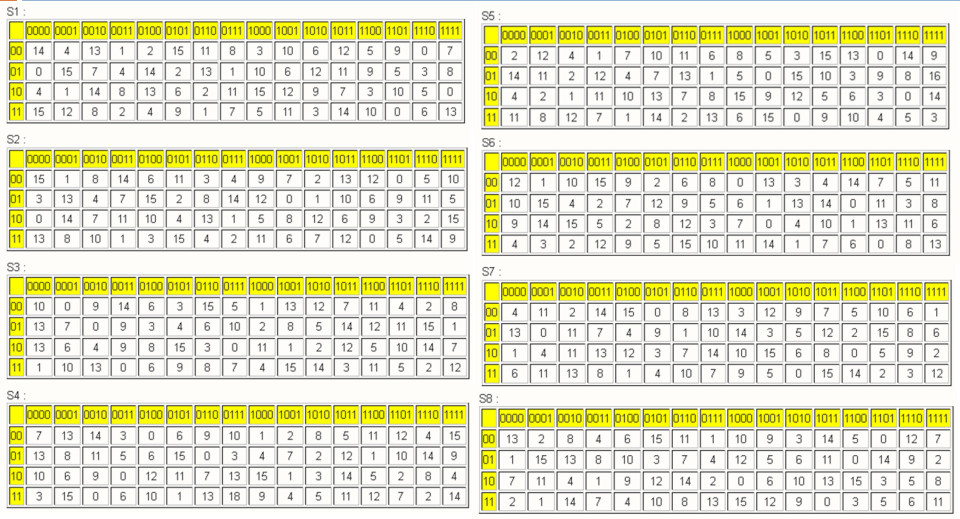 S1 :
0000 0001 0010 0011 0100 0101 0110 0111 1000 1001 1010 1011 1100 1101 1110 1111
00 14 4 13 1 2 15 11 8 3 10 6 12 5 9 0 7
01 0 15 7 4 14 2 13 1 10 6 12 11 9 5 3 8
10 4 1 14 8 13 6 2 11 15 12 9 7 3 10 5 0
11 15 12 8 2 4 9 1 7 5 11 3 14 10 0 6 13
S2 :
0000 0001 0010 0011 0100 0101 0110 0111 1000 1001 1010 1011 1100 1101 1110 1111
00 15 1 8 14 6 11 3 4 9 7 2 13 12 0 5 10
01 3 13 4 7 15 2 8 14 12 0 1 10 6 9 11 5
10 0 14 7 11 10 4 13 1 5 8 12 6 9 3 2 15
11 13 8 10 1 3 15 4 2 11 6 7 12 0 5 14 9
S3 :
0000 0001 0010 0011 0100 0101 0110 0111 1000 1001 1010 1011 1100 1101 1110 1111
00 10 0 9 14 6 3 15 5 1 13 12 7 11 4 2 8
01 13 7 0 9 3 4 6 10 2 8 5 14 12 11 15 1
10 13 6 4 9 8 15 3 0 11 1 2 12 5 10 14 7
11 1 10 13 0 6 9 8 7 4 15 14 3 11 5 2 12
S4 :
0000 0001 0010 0011 0100 0101 0110 0111 1000 1001 1010 1011 1100 1101 1110 1111
00 7 13 14 3 0 6 9 10 1 2 8 5 11 12 4 15
01 13 8 11 5 6 15 0 3 4 7 2 12 1 10 14 9
10 10 6 9 0 12 11 7 13 15 1 3 14 5 2 8 4
11 3 15 0 6 10 1 13 18 9 4 5 11 12 7 2 14
S5 :
0000 0001 0010 0011 0100 0101 0110 0111 1000 1001 1010 1011 1100 1101 1110 1111
00 2 12 4 1 7 10 11 6 8 5 3 15 13 0 14 9
01 14 11 2 12 4 7 13 1 5 0 15 10 3 9 8 16
10 4 2 1 11 10 13 7 8 15 9 12 5 6 3 0 14
11 11 8 12 7 1 14 2 13 6 15 0 9 10 4 5 3
S6 :
0000 0001 0010 0011 0100 0101 0110 0111 1000 1001 1010 1011 1100 1101 1110 1111
00 12 1 10 15 9 2 6 8 0 13 3 4 14 7 5 11
01 10 15 4 2 7 12 9 5 6 1 13 14 0 11 3 8
10 9 14 15 5 2 8 12 3 7 0 4 10 1 13 11 6
11 4 3 2 12 9 5 15 10 11 14 1 7 6 0 8 13
S7 :
0000 0001 0010 0011 0100 0101 0110 0111 1000 1001 1010 1011 1100 1101 1110 1111
00 4 11 2 14 15 0 8 13 3 12 9 7 5 10 6 1
01 13 0 11 7 4 9 1 10 14 3 5 12 2 15 8 6
10 1 4 11 13 12 3 7 14 10 15 6 8 0 5 9 2
11 6 11 13 8 1 4 10 7 9 5 0 15 14 2 3 12
S8 :
0000 0001 0010 0011 0100 0101 0110 0111 1000 1001 1010 1011 1100 1101 1110 1111
00 13 2 8 4 6 15 11 1 10 9 3 14 5 0 12 7
01 1 15 13 8 10 3 7 4 12 5 6 11 0 14 9 2
10 7 11 4 1 9 12 14 2 0 6 10 13 15 3 5 8
11 2 1 14 7 4 10 8 13 15 12 9 0 3 5 6 11